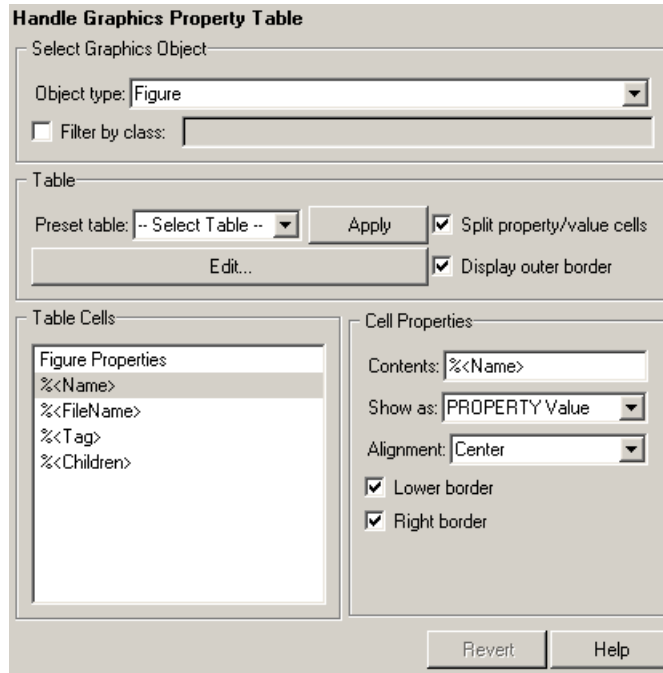 Handle Graphics Property Table
Select Graphics Object
Object type: Figure
Filter by class:
Table
Preset table: -- Select Table -- Apply Split property/value cells
Edit... Display outer border
Table Cells
Figure Properties
%<Name>
%<FileName>
%<Tag>
%<Children>
Cell Properties
Contents: %<Name>
Show as: PROPERTY Value
Alignment: Center
Lower border
Right border
Revert Help